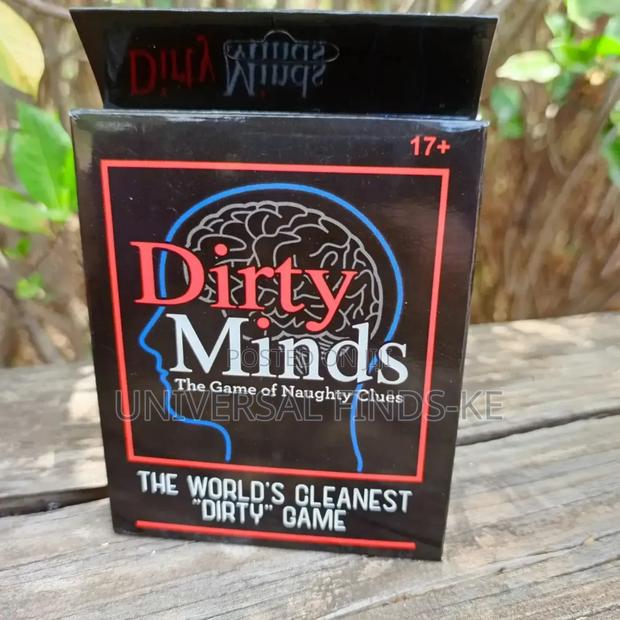 Dirty Minds
17+
Dirty
Minds
POSTED ON JIJI
The Game of Naughty Clues
UNIVERSAL FINDS-KE
THE WORLD'S CLEANEST
"DIRTY" GAME